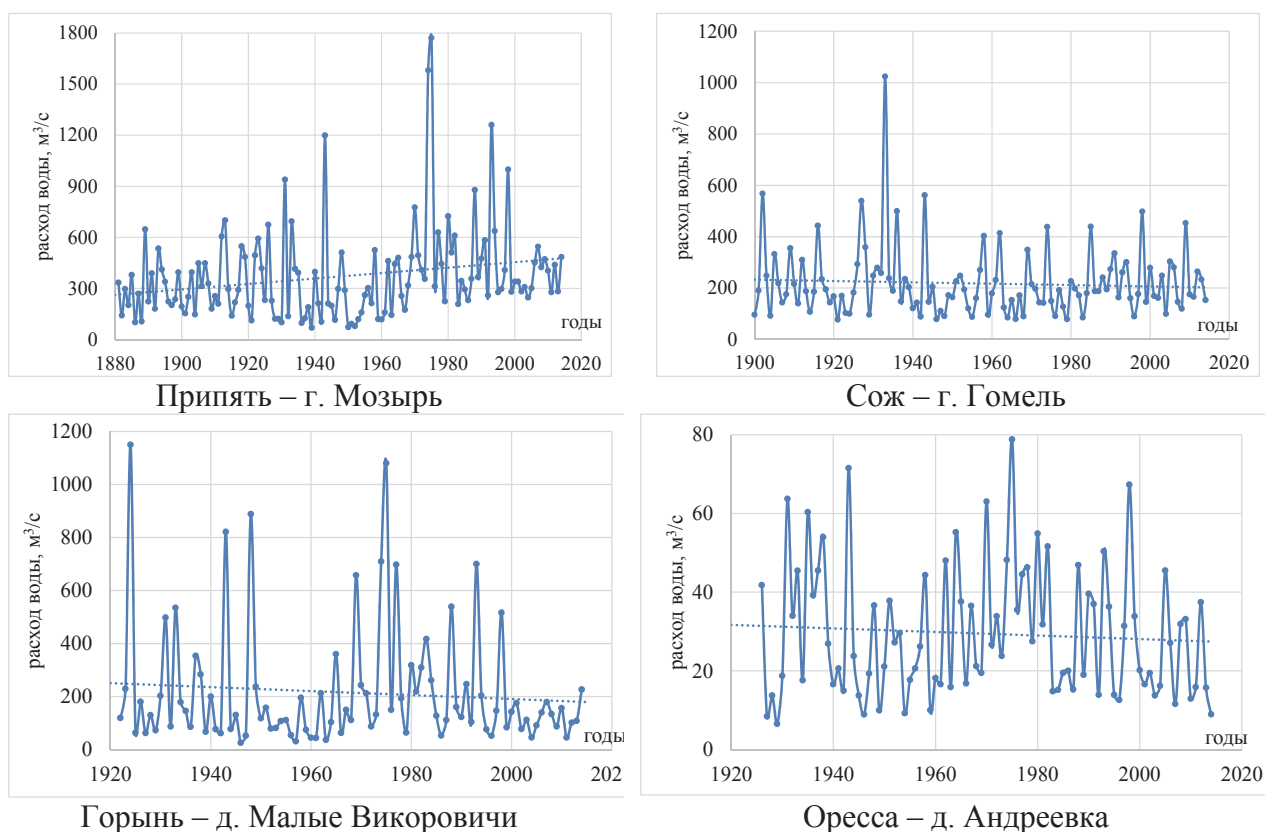 1800
1500
1200
900
600
300
0
расход воды, м³/с
годы
1880 1900 1920 1940 1960 1980 2000 2020
Припять – г. Мозырь
1200
1000
800
600
400
200
0
расход воды, м³/с
годы
1900 1920 1940 1960 1980 2000 2020
Сож – г. Гомель
1200
1000
800
600
400
200
0
расход воды, м³/с
годы
1920 1940 1960 1980 2000 202
Горынь – д. Малые Викоровичи
80
60
40
20
0
расход воды, м³/с
годы
1920 1940 1960 1980 2000 2020
Оресса – д. Андреевка